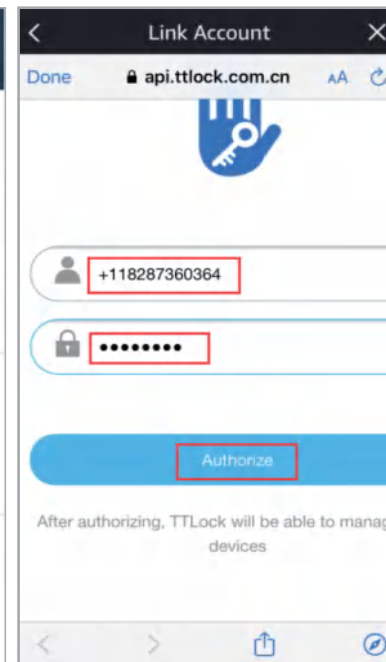 Link Account
Done api.ttlock.com.cn AA
+118287360364
••••••••
Authorize
After authorizing, TTLock will be able to manag
devices